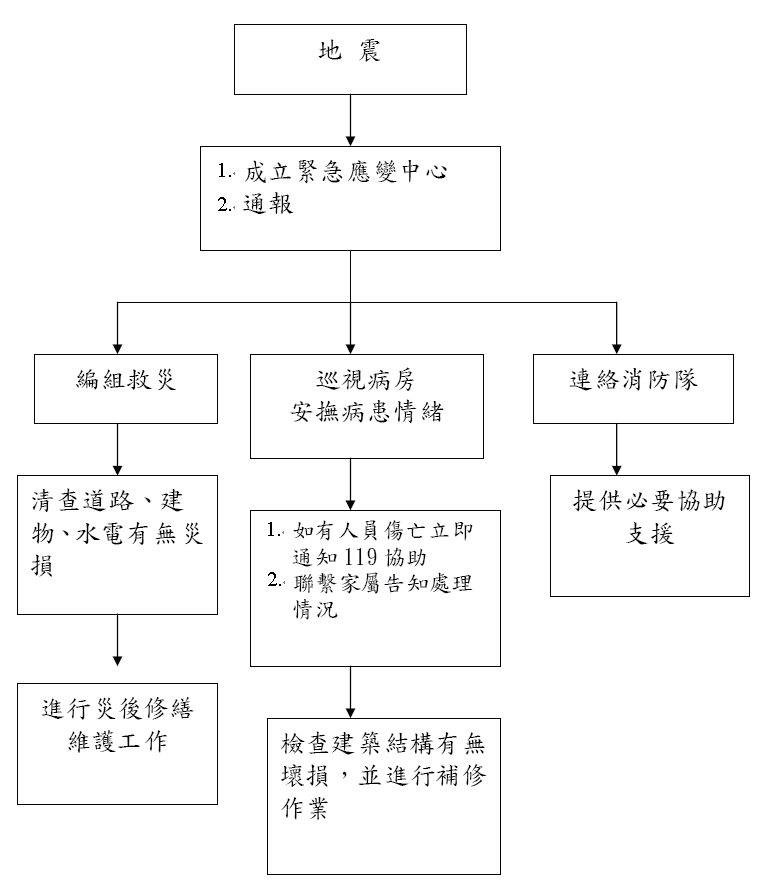 地 震
1. 成立緊急應變中心
2. 通報
編組救災
巡視病房
安撫病患情緒
連絡消防隊
清查道路、建
物、水電有無災
損
1. 如有人員傷亡立即
通知 119 協助
2. 聯繫家屬告知處理
情況
提供必要協助
支援
進行災後修繕
維護工作
檢查建築結構有無
壞損，並進行補修
作業